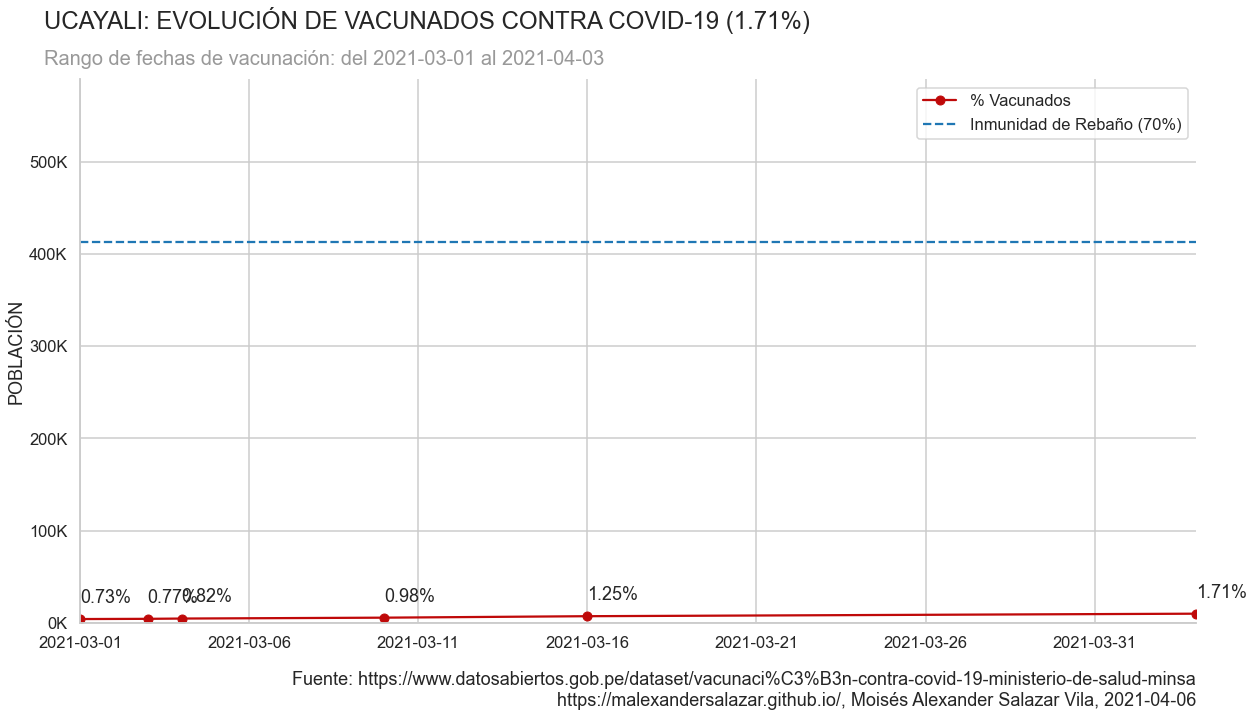 UCAYALI: EVOLUCIÓN DE VACUNADOS CONTRA COVID-19 (1.71%)
Rango de fechas de vacunación: del 2021-03-01 al 2021-04-03
% Vacunados
Inmunidad de Rebaño (70%)
500K
400K
300K
200K
100K
0K
POBLACIÓN
0.73%
0.77%
0.82%
0.98%
1.25%
1.71%
2021-03-01
2021-03-06
2021-03-11
2021-03-16
2021-03-21
2021-03-26
2021-03-31
Fuente: https://www.datosabiertos.gob.pe/dataset/vacunaci%C3%B3n-contra-covid-19-ministerio-de-salud-minsa
https://malexandersalazar.github.io/, Moisés Alexander Salazar Vila, 2021-04-06